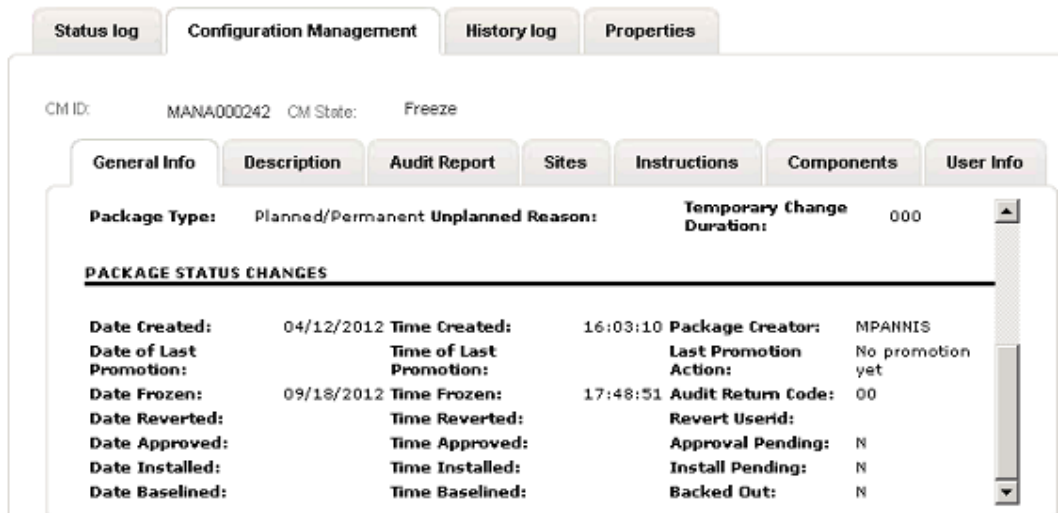 Status log Configuration Management History log Properties
CM ID: MANA000242 CM State: Freeze
General Info Description Audit Report Sites Instructions Components User Info
Package Type: Planned/Permanent Unplanned Reason: Temporary Change Duration: 000
PACKAGE STATUS CHANGES
Date Created: 04/12/2012 Time Created: 16:03:10 Package Creator: MPANNIS
Date of Last Promotion: Time of Last Promotion: Last Promotion Action: No promotion yet
Date Frozen: 09/18/2012 Time Frozen: 17:48:51 Audit Return Code: 00
Date Reverted: Time Reverted: Revert Userid:
Date Approved: Time Approved: Approval Pending: N
Date Installed: Time Installed: Install Pending: N
Date Baselined: Time Baselined: Backed Out: N